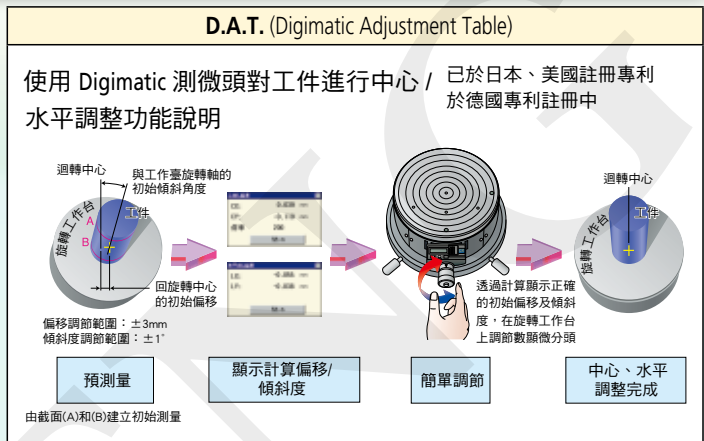 D.A.T. (Digimatic Adjustment Table)
使用 Digimatic 測微頭對工件進行中心 /
水平調整功能說明
已於日本、美國註冊專利
於德國專利註冊中
迴轉中心
與工作臺旋轉軸的
初始傾斜角度
工件
旋轉工作台
A
B
回旋轉中心
的初始偏移
偏移調節範圍：±3mm
傾斜度調節範圍：±1°
預測量
由截面(A)和(B)建立初始測量
顯示計算偏移/
傾斜度
透過計算顯示正確
的初始偏移及傾斜
度，在旋轉工作台
上調節數顯微分頭
簡單調節
迴轉中心
工件
旋轉工作台
中心、水平
調整完成